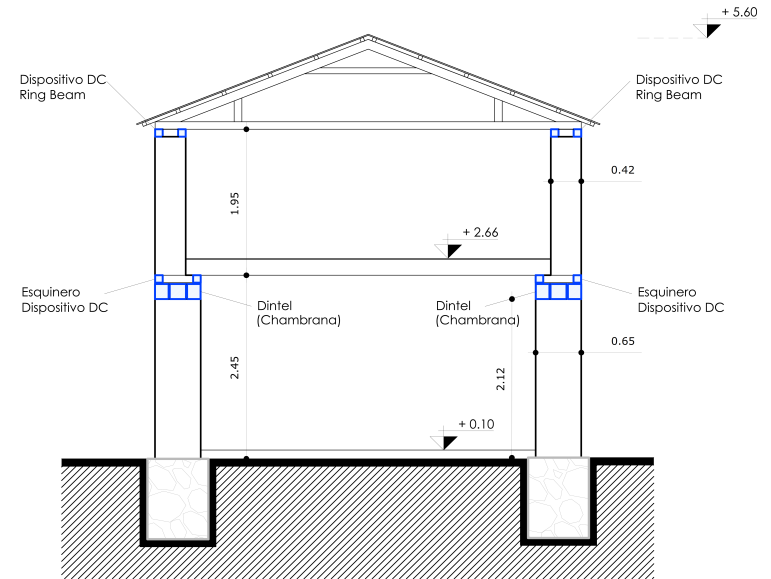 + 5.60
Dispositivo DC
Ring Beam
Dispositivo DC
Ring Beam
0.42
1.95
+ 2.66
Esquinero
Dispositivo DC
Dintel
(Chambrana)
Dintel
(Chambrana)
Esquinero
Dispositivo DC
0.65
2.45
2.12
+ 0.10